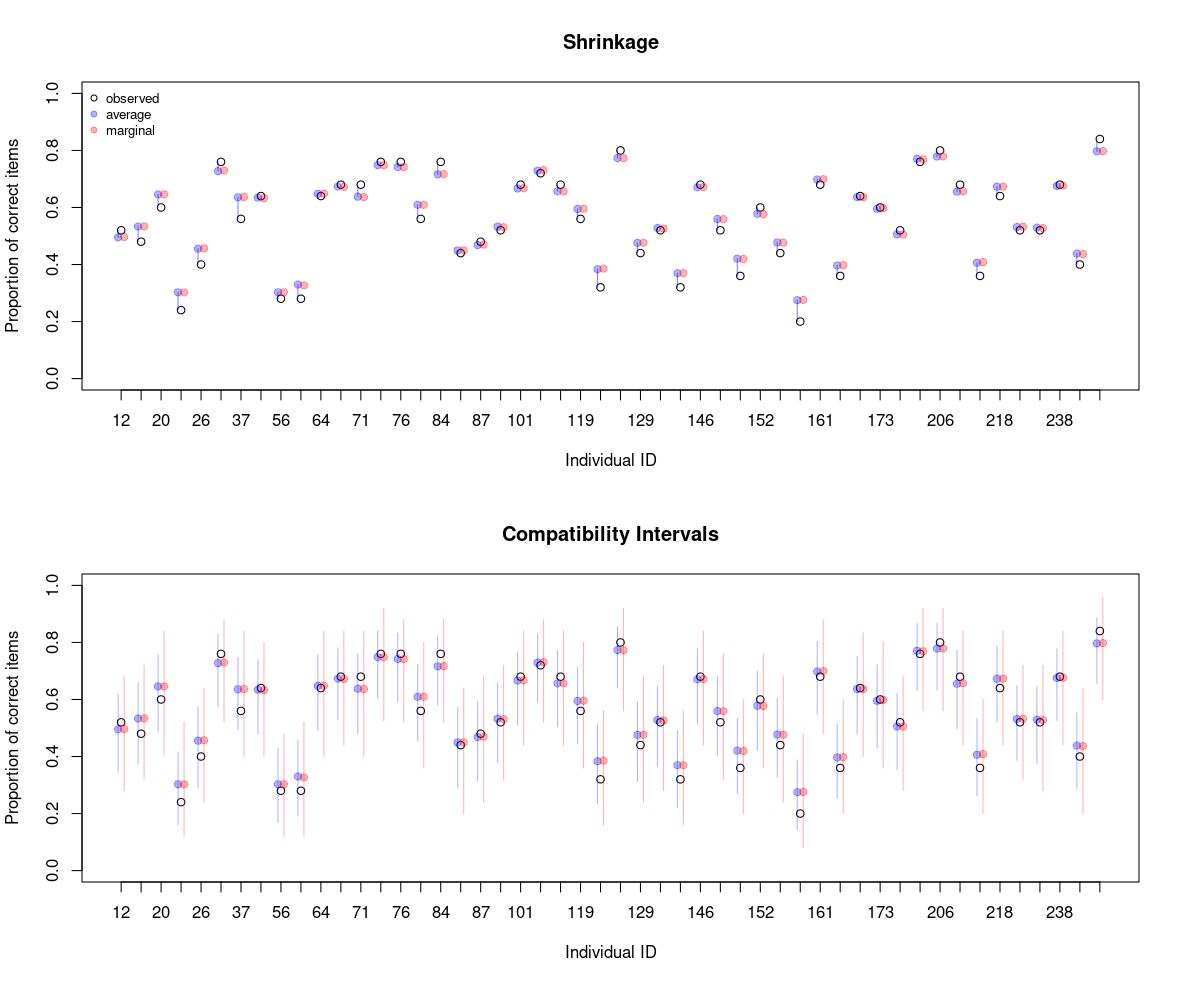 Shrinkage
Proportion of correct items
1.0
0.8
0.6
0.4
0.2
0.0
observed
average
marginal
12 20 26 37 56 64 71 76 84 87 101 119 129 146 152 161 173 206 218 238
Individual ID
Compatibility Intervals
Proportion of correct items
1.0
0.8
0.6
0.4
0.2
0.0
12 20 26 37 56 64 71 76 84 87 101 119 129 146 152 161 173 206 218 238
Individual ID